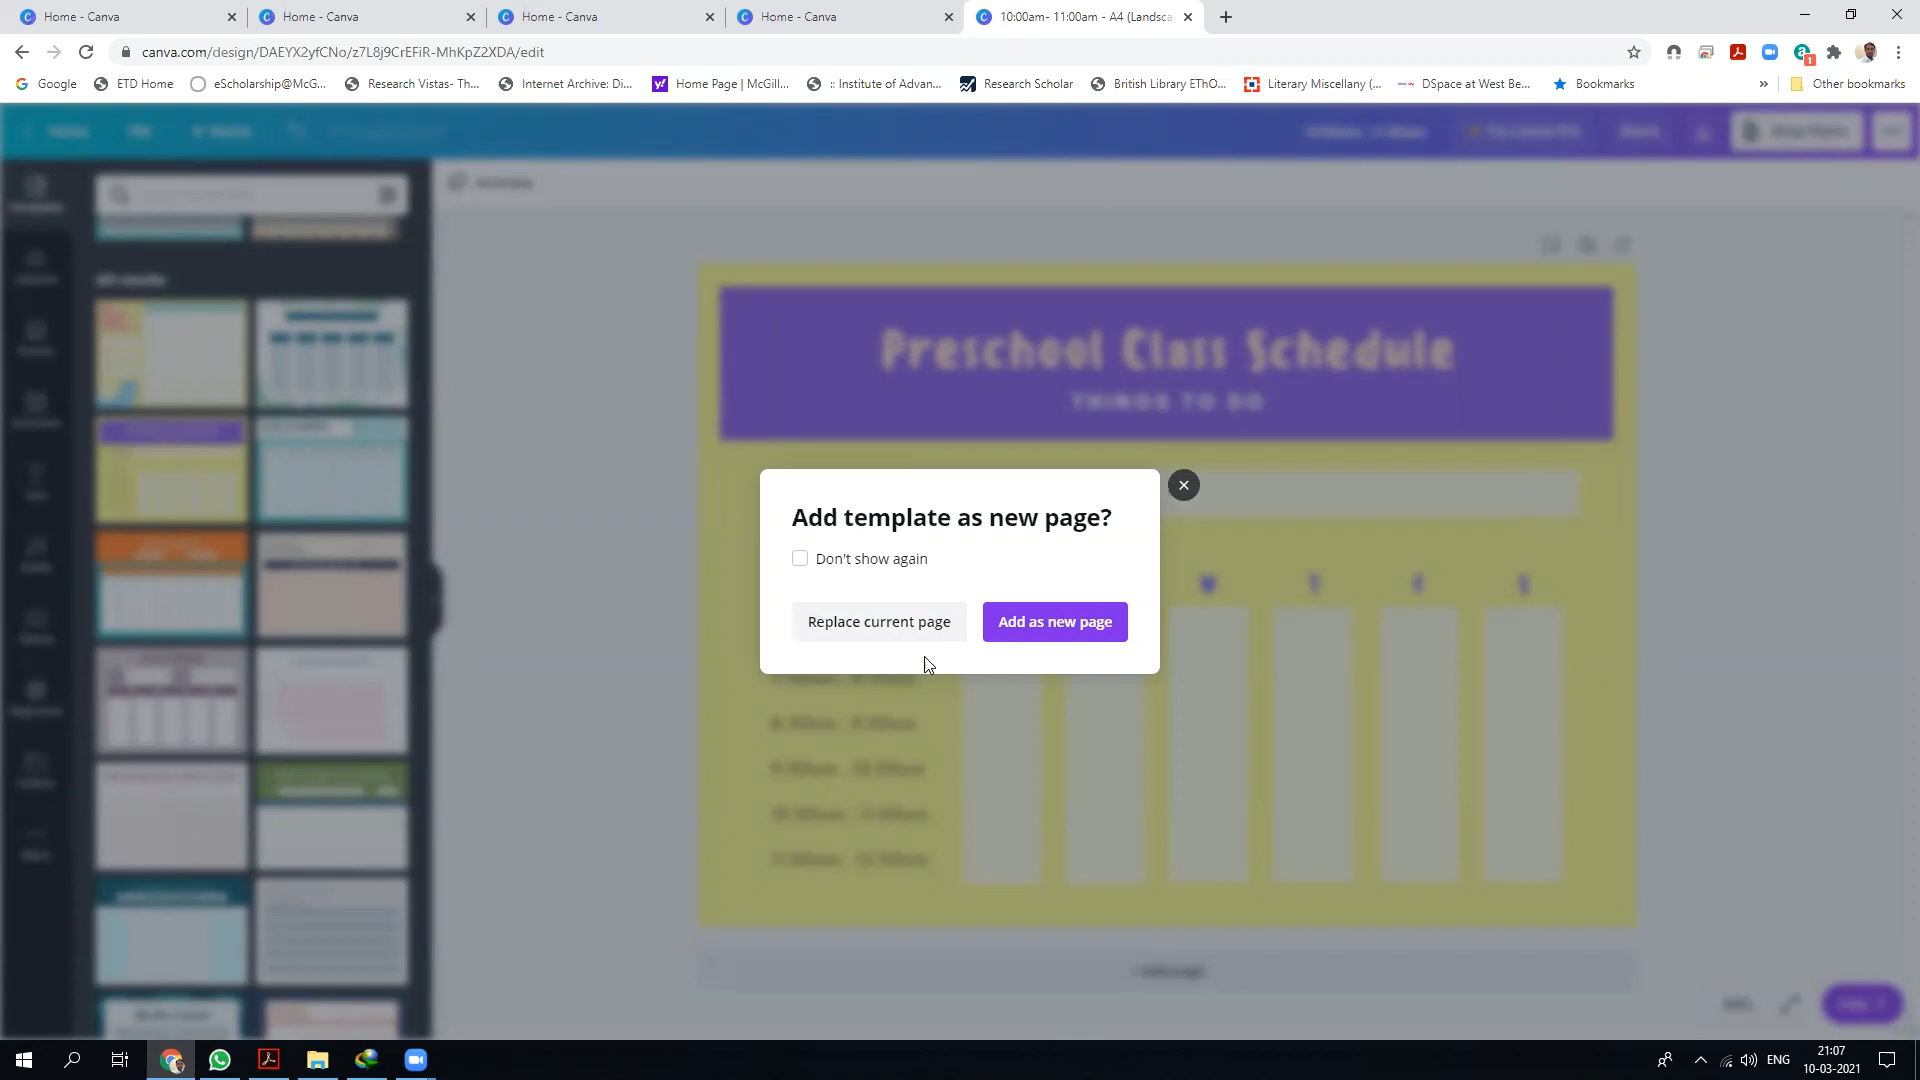 Home - Canva
Home - Canva
Home - Canva
Home - Canva
10:00am- 11:00am - A4 (Landsca
canva.com/design/DAEYX2yfCNo/z7L8j9CrEFiR-MhKpZ2XDA/edit
Google
ETD Home
eScholarship@McG...
Research Vistas- Th...
Internet Archive: Di...
Home Page | McGill...
:: Institute of Advan...
Research Scholar
British Library EThO...
Literary Miscellany (...
DSpace at West Be...
Bookmarks
»
Other bookmarks
1
Preschool Class Schedule
THINGS TO DO
Add template as new page?
Don't show again
Replace current page
Add as new page
W T F S
ENG
21:07
10-03-2021